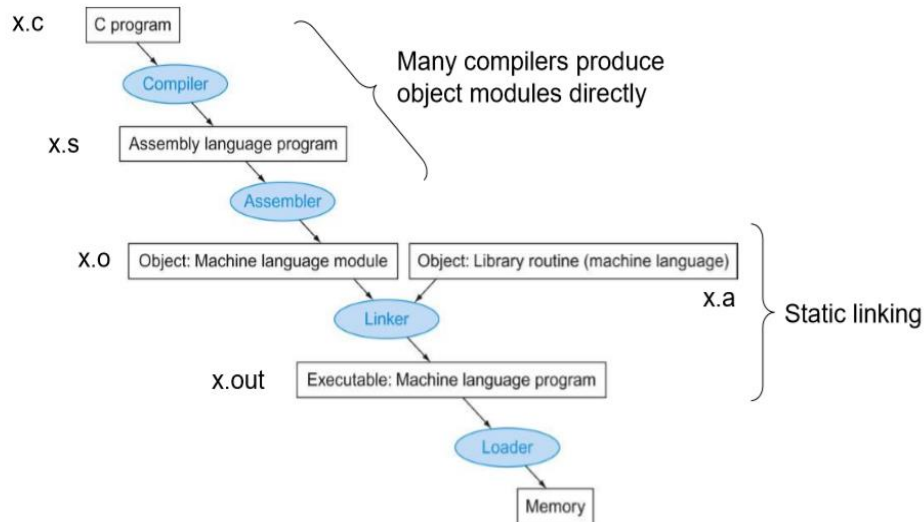 x.c
C program
Many compilers produce
object modules directly
Compiler
x.s
Assembly language program
Assembler
x.o
Object: Machine language module
Object: Library routine (machine language)
x.a
Static linking
Linker
x.out
Executable: Machine language program
Loader
Memory